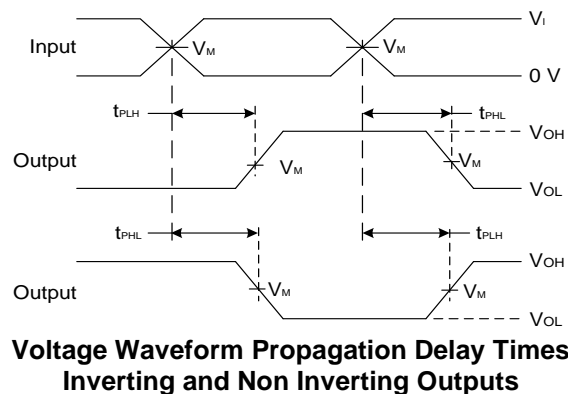 VI
Input
VM
VM
0 V
tPLH
tPHL
VOH
Output
VM
VM
VOL
tPHL
tPLH
VOH
Output
VM
VM
VOL
Voltage Waveform Propagation Delay Times
Inverting and Non Inverting Outputs